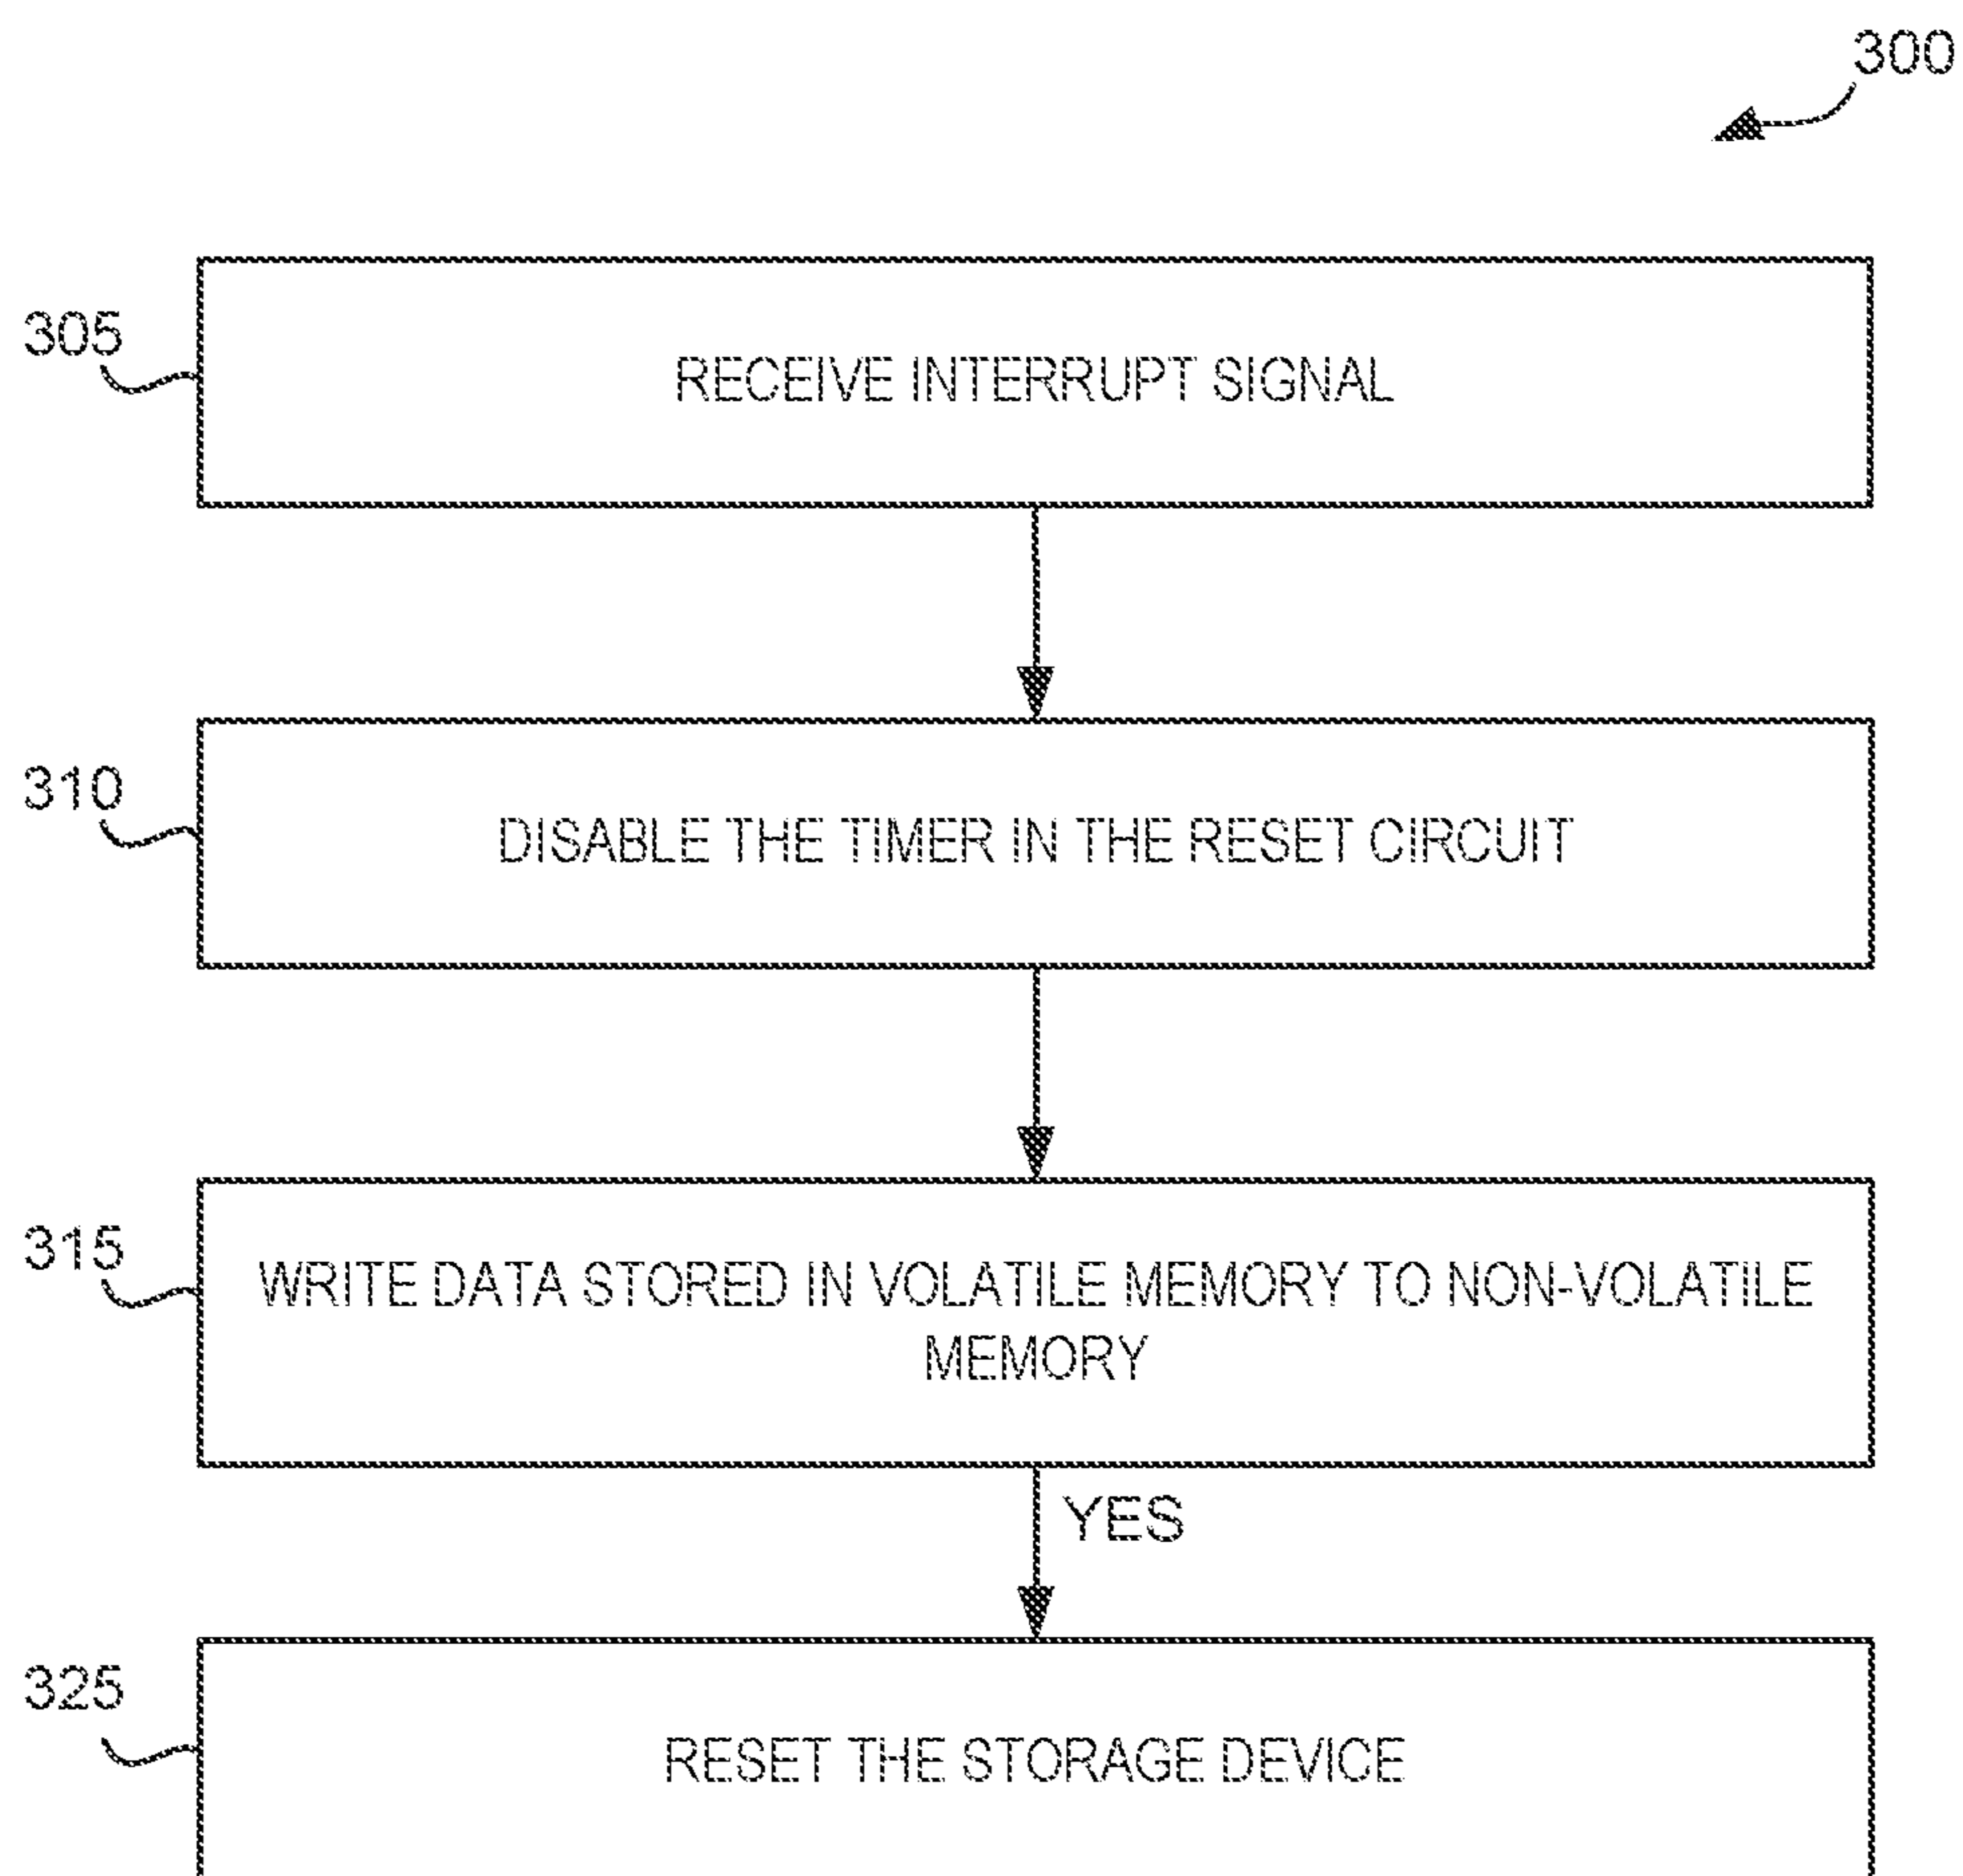 300
305
RECEIVE INTERRUPT SIGNAL
310
DISABLE THE TIMER IN THE RESET CIRCUIT
315
WRITE DATA STORED IN VOLATILE MEMORY TO NON-VOLATILE
MEMORY
YES
325
RESET THE STORAGE DEVICE